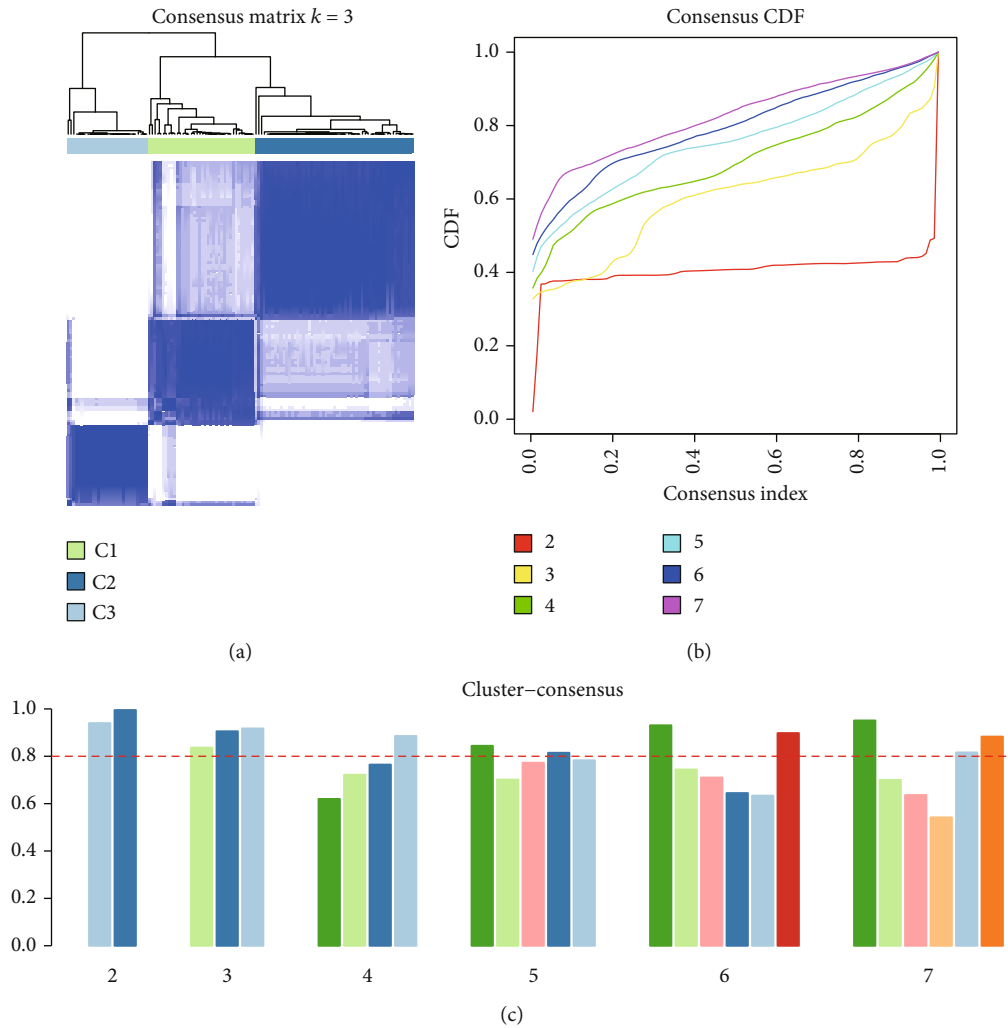 Consensus matrix k = 3
C1
C2
C3
(a)
Consensus CDF
CDF
1.0
0.8
0.6
0.4
0.2
0.0
0.0
0.2
0.4
0.6
0.8
1.0
Consensus index
2
3
4
5
6
7
(b)
Cluster−consensus
1.0
0.8
0.6
0.4
0.2
0.0
2
3
4
5
6
7
(c)